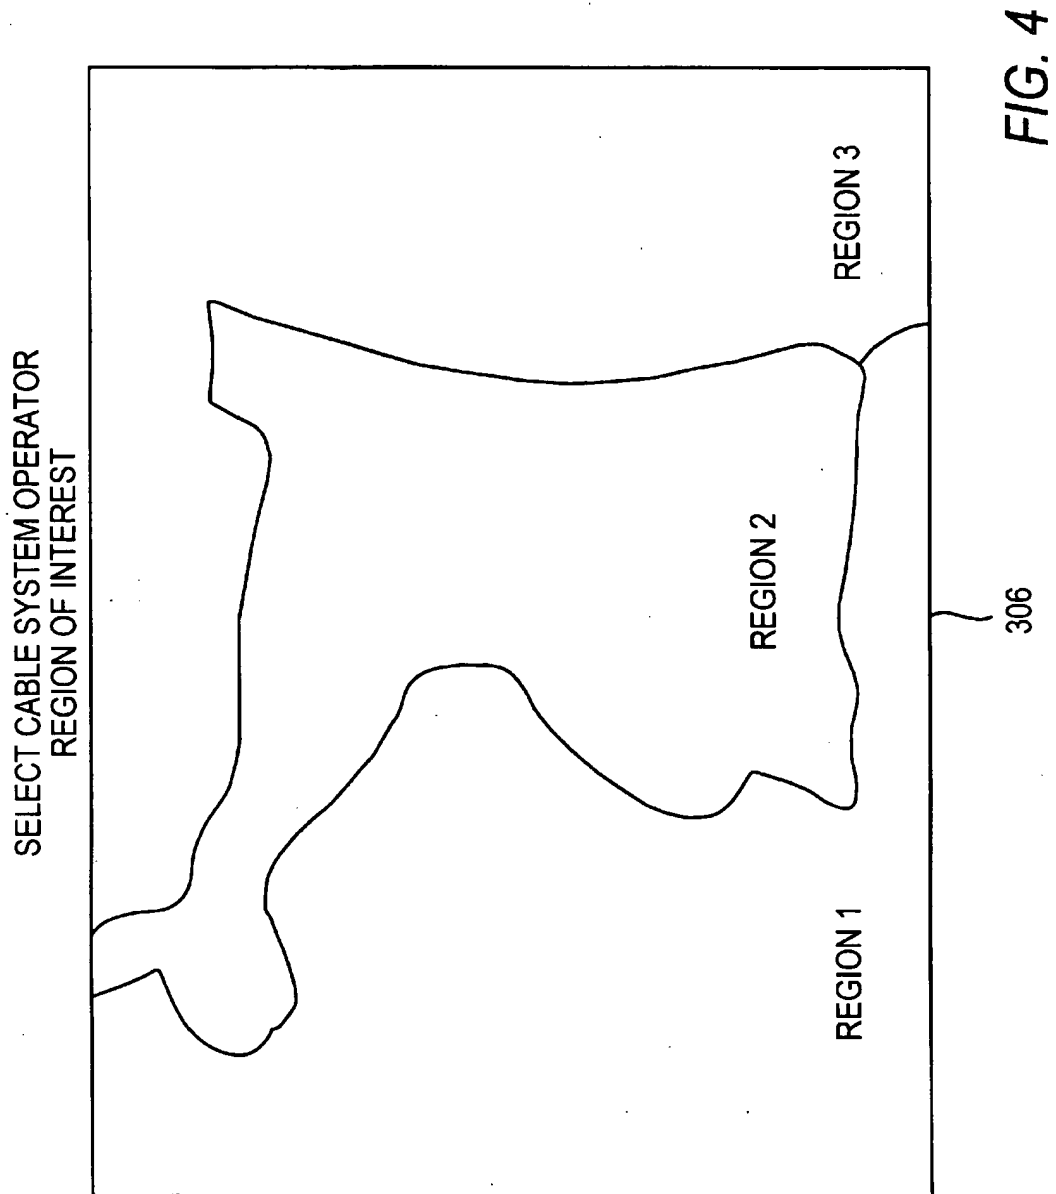 SELECT CABLE SYSTEM OPERATOR
REGION OF INTEREST
REGION 1
REGION 2
REGION 3
306
FIG. 4